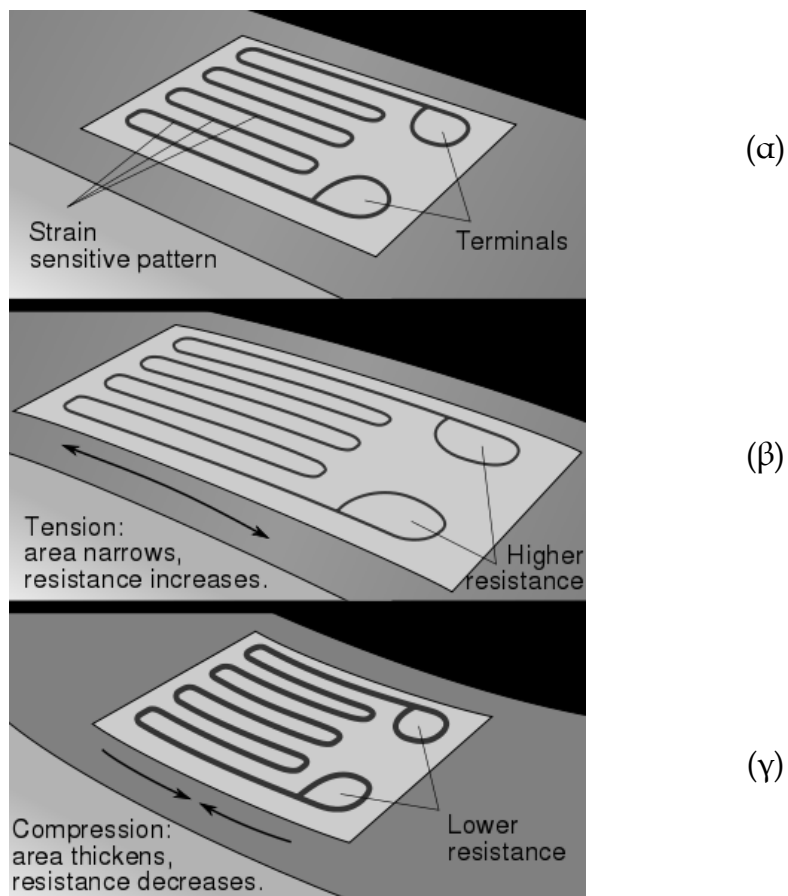 (α)
Strain
sensitive pattern
Terminals
(β)
Tension:
area narrows,
resistance increases.
Higher
resistance
(γ)
Compression:
area thickens,
resistance decreases.
Lower
resistance